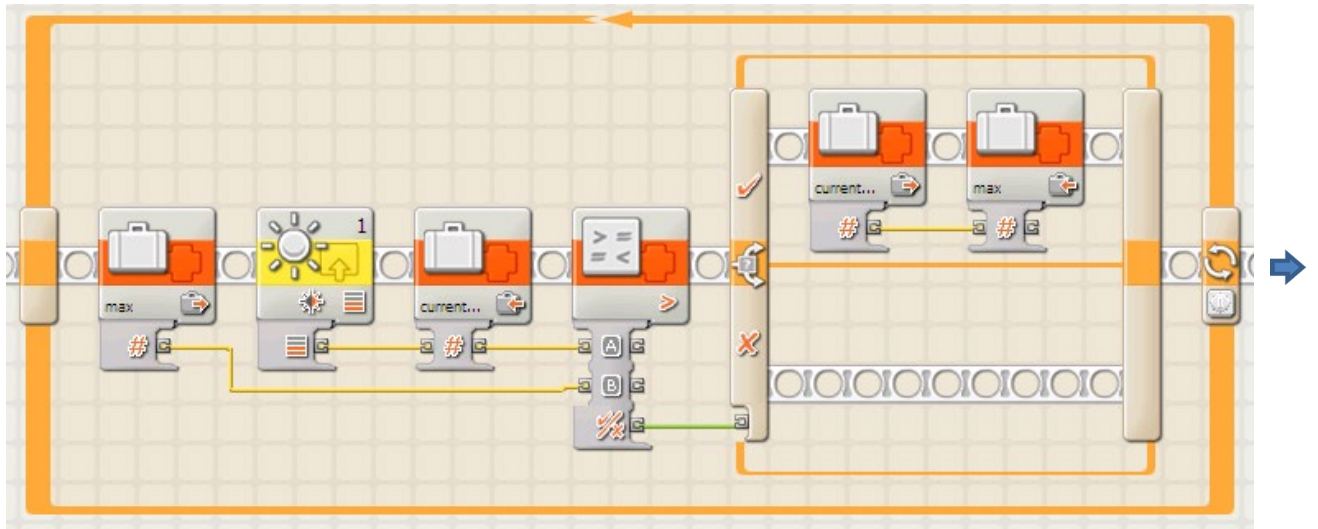 current...
max
1
max
current...
> =
= <
>
#
#
#
#
A
B